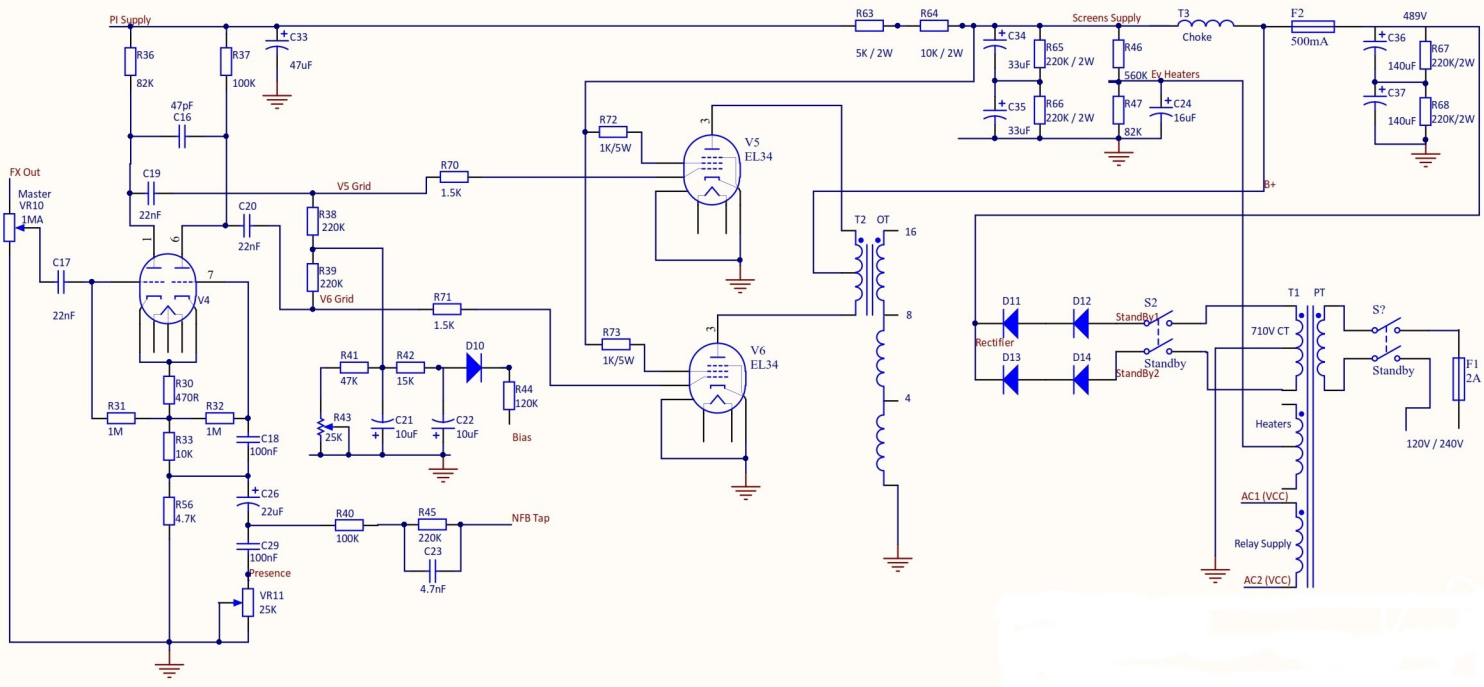 PI Supply
R36
82K
R37
100K
C33
47uF
47pF
C16
R63
5K / 2W
R64
10K / 2W
C34
33uF
R65
220K / 2W
Screens Supply
R46
560K
Ev Heaters
T3
Choke
F2
500mA
489V
C36
140uF
R67
220K/2W
C35
33uF
R66
220K / 2W
R47
82K
C24
16uF
C37
140uF
R68
220K/2W
FX Out
Master
VR10
1MA
C19
22nF
V5 Grid
R70
1.5K
R72
1K/5W
3
V5
EL34
B+
C20
22nF
R38
220K
R39
220K
V6 Grid
1
6
7
V4
C17
22nF
R71
1.5K
T2
OT
16
8
4
R73
1K/5W
3
V6
EL34
R41
47K
R42
15K
D10
R44
120K
Bias
R43
25K
C21
10uF
C22
10uF
R30
470R
R31
1M
R32
1M
R33
10K
C18
100nF
R56
4.7K
C26
22uF
C29
100nF
Presence
VR11
25K
R40
100K
R45
220K
C23
4.7nF
NFB Tap
D11
D12
Rectifier
D13
D14
S2
StandBy1
Standby
StandBy2
T1
PT
710V CT
S?
Standby
F1
2A
120V / 240V
Heaters
AC1 (VCC)
Relay Supply
AC2 (VCC)